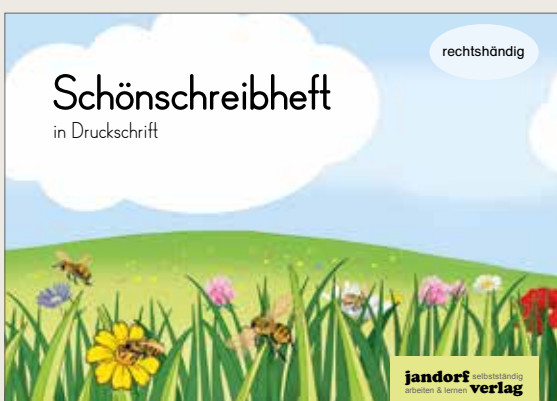 rechtshändig
Schönschreibheft
in Druckschrift
jandorf selbstständig
arbeiten & lernen verlag